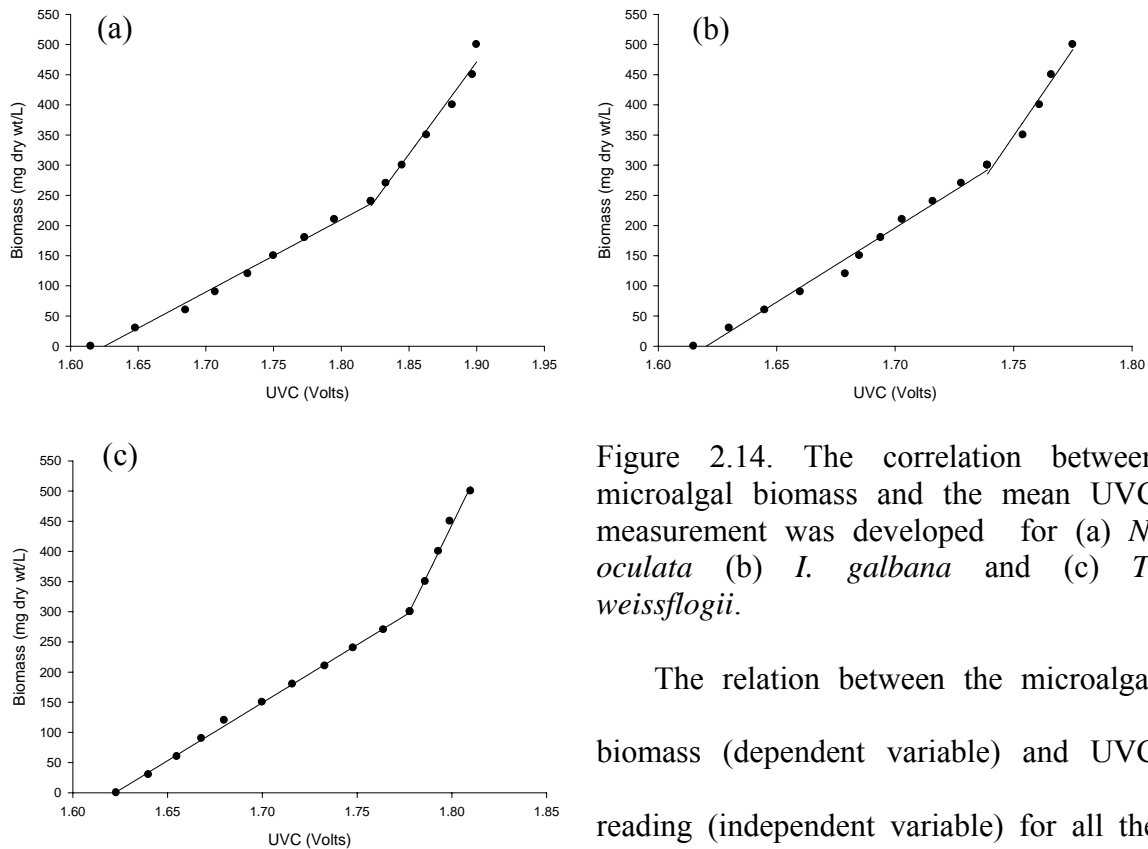 (a)
550
500
450
400
350
300
250
200
150
100
50
0
Biomass (mg dry wt/L)
1.60 1.65 1.70 1.75 1.80 1.85 1.90 1.95
UVC (Volts)
(b)
550
500
450
400
350
300
250
200
150
100
50
0
Biomass (mg dry wt/L)
1.60 1.65 1.70 1.75 1.80
UVC (Volts)
(c)
550
500
450
400
350
300
250
200
150
100
50
0
Biomass (mg dry wt/L)
1.60 1.65 1.70 1.75 1.80 1.85
UVC (Volts)
Figure 2.14. The correlation between
microalgal biomass and the mean UVC
measurement was developed for (a) N
oculata (b) I. galbana and (c) T
weissflogii.
The relation between the microalga
biomass (dependent variable) and UVC
reading (independent variable) for all the